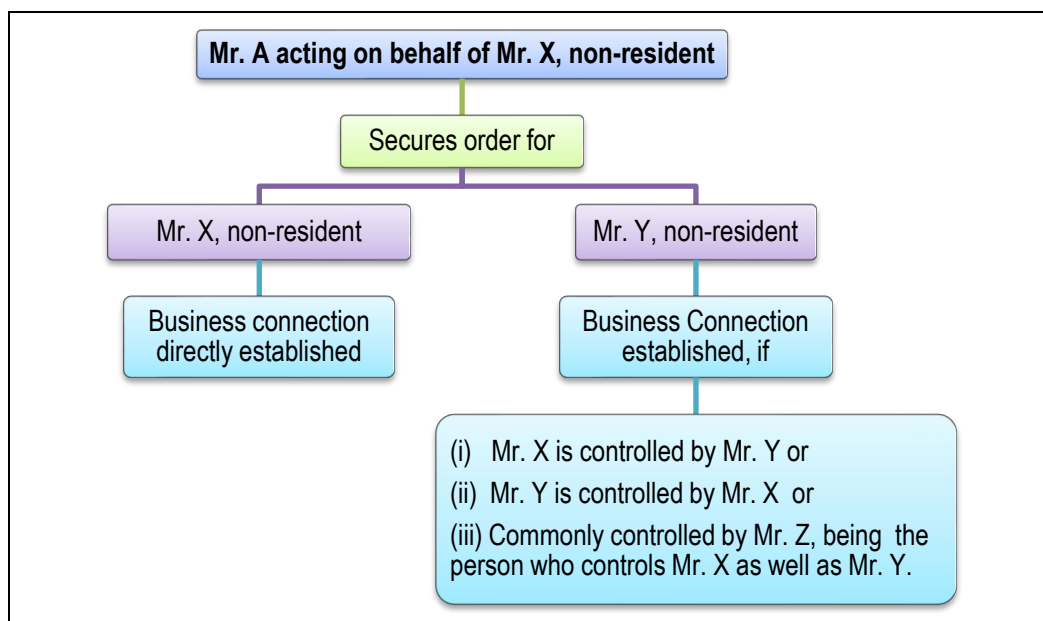 Mr. A acting on behalf of Mr. X, non-resident
Secures order for
Mr. X, non-resident
Mr. Y, non-resident
Business connection
directly established
Business Connection
established, if
(i) Mr. X is controlled by Mr. Y or
(ii) Mr. Y is controlled by Mr. X or
(iii) Commonly controlled by Mr. Z, being the
person who controls Mr. X as well as Mr. Y.